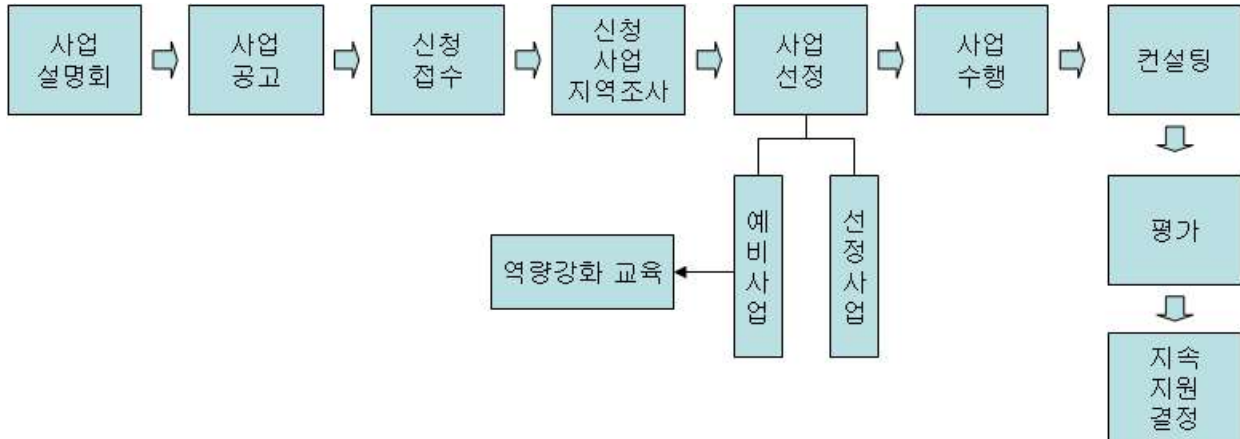 사업
설명회
사업
공고
신청
접수
신청
사업
지역조사
사업
선정
사업
수행
컨설팅
예비사업
선정사업
역량강화 교육
평가
지속
지원
결정